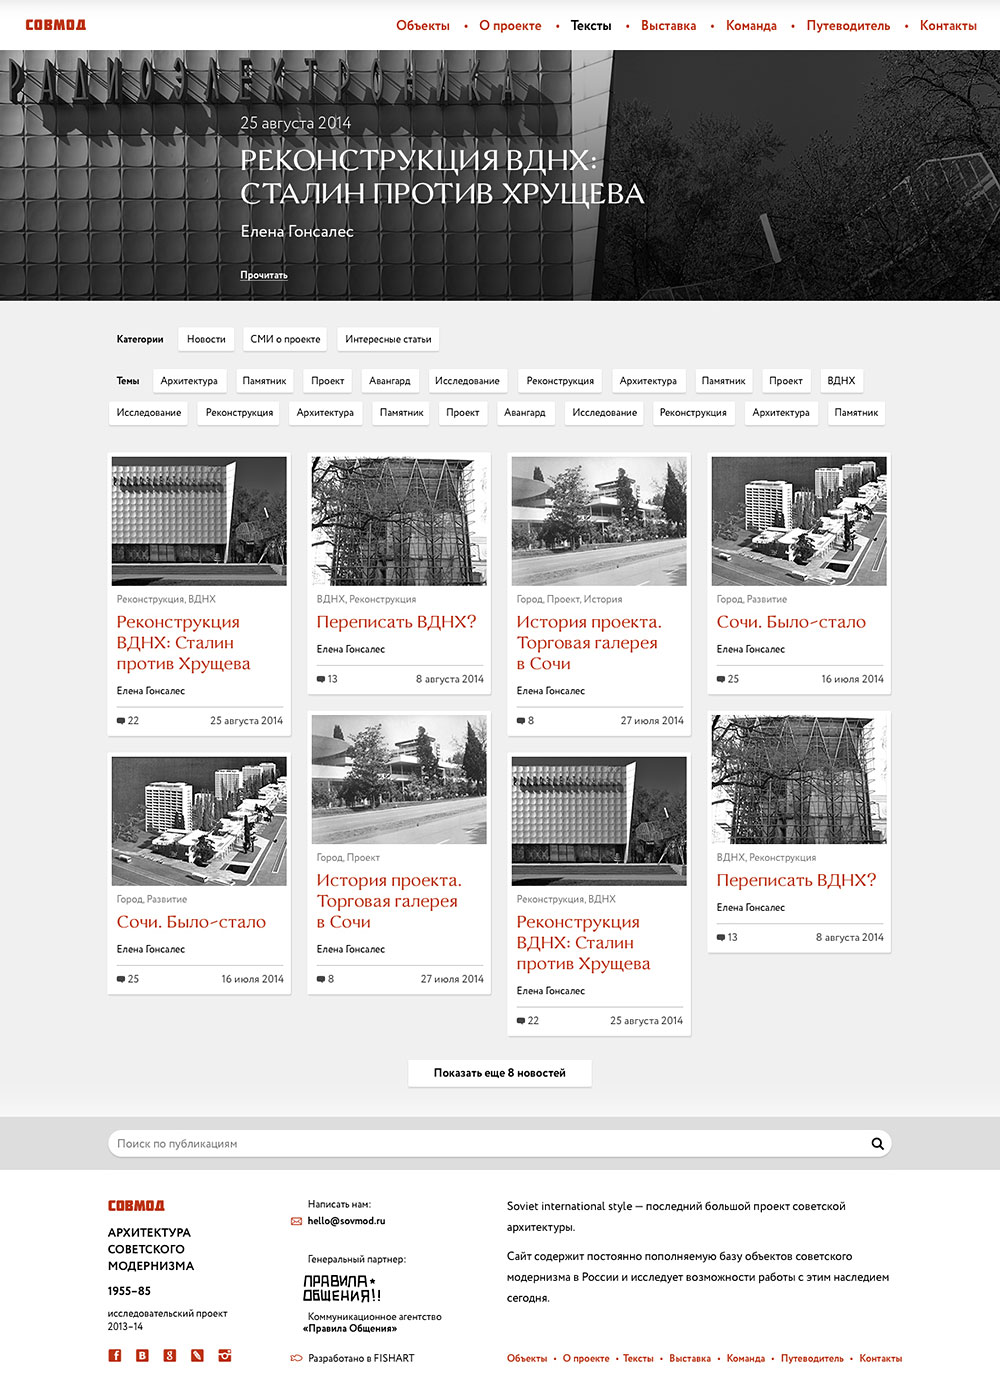 СОВМОД
Объекты • О проекте • Тексты • Выставка • Команда • Путеводитель • Контакты
РАДИОЭЛЕКТРОНИКА
25 августа 2014
РЕКОНСТРУКЦИЯ ВДНХ:
СТАЛИН ПРОТИВ ХРУЩЕВА
Елена Гонсалес
Прочитать
Категории Новости СМИ о проекте Интересные статьи
Темы Архитектура Памятник Проект Авангард Исследование Реконструкция Архитектура Памятник Проект ВДНХ
Исследование Реконструкция Архитектура Памятник Проект Авангард Исследование Реконструкция Архитектура Памятник
Реконструкция, ВДНХ
Реконструкция
ВДНХ: Сталин
против Хрущева
Елена Гонсалес
22 25 августа 2014
ВДНХ, Реконструкция
Переписать ВДНХ?
Елена Гонсалес
13 8 августа 2014
Город, Проект, История
История проекта.
Торговая галерея
в Сочи
Елена Гонсалес
8 27 июля 2014
Город, Развитие
Сочи. Было-стало
Елена Гонсалес
25 16 июля 2014
Город, Развитие
Сочи. Было-стало
Елена Гонсалес
25 16 июля 2014
Город, Проект
История проекта.
Торговая галерея
в Сочи
Елена Гонсалес
8 27 июля 2014
Реконструкция, ВДНХ
Реконструкция
ВДНХ: Сталин
против Хрущева
Елена Гонсалес
22 25 августа 2014
ВДНХ, Реконструкция
Переписать ВДНХ?
Елена Гонсалес
13 8 августа 2014
Показать еще 8 новостей
Поиск по публикациям
СОВМОД
АРХИТЕКТУРА
СОВЕТСКОГО
МОДЕРНИЗМА
1955–85
исследовательский проект
2013–14
Написать нам:
hello@sovmod.ru
Генеральный партнер:
ПРАВИЛА
ОБЩЕНИЯ!!
Коммуникационое агентство
«Правила Общения»
Разработано в FISHART
Soviet international style — последний большой проект советской
архитектуры.
Сайт содержит постоянно пополняемую базу объектов советского
модернизма в России и исследует возможности работы с этим наследием
сегодня.
Объекты • О проекте • Тексты • Выставка • Команда • Путеводитель • Контакты